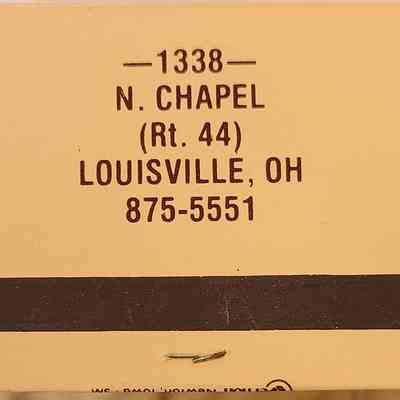 —1338—
N. CHAPEL
(Rt. 44)
LOUISVILLE, OH
875-5551